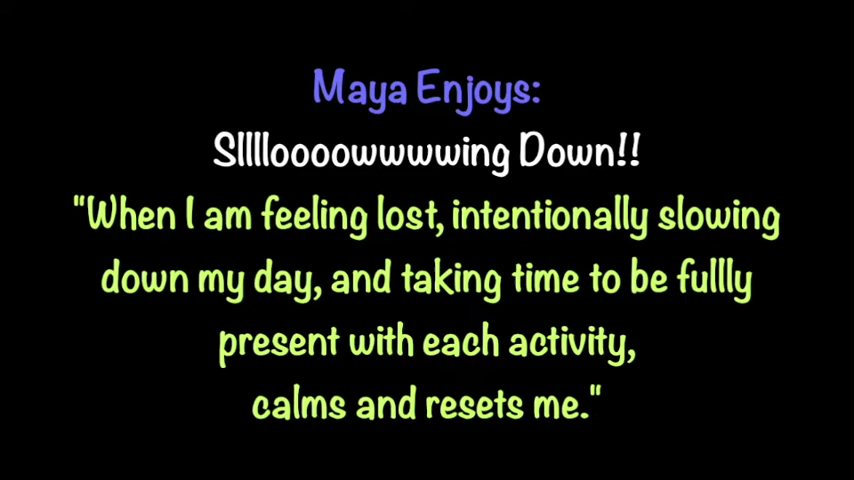 Maya Enjoys:
Slllloooowwwwing Down!!
"When I am feeling lost, intentionally slowing
down my day, and taking time to be fullly
present with each activity,
calms and resets me."